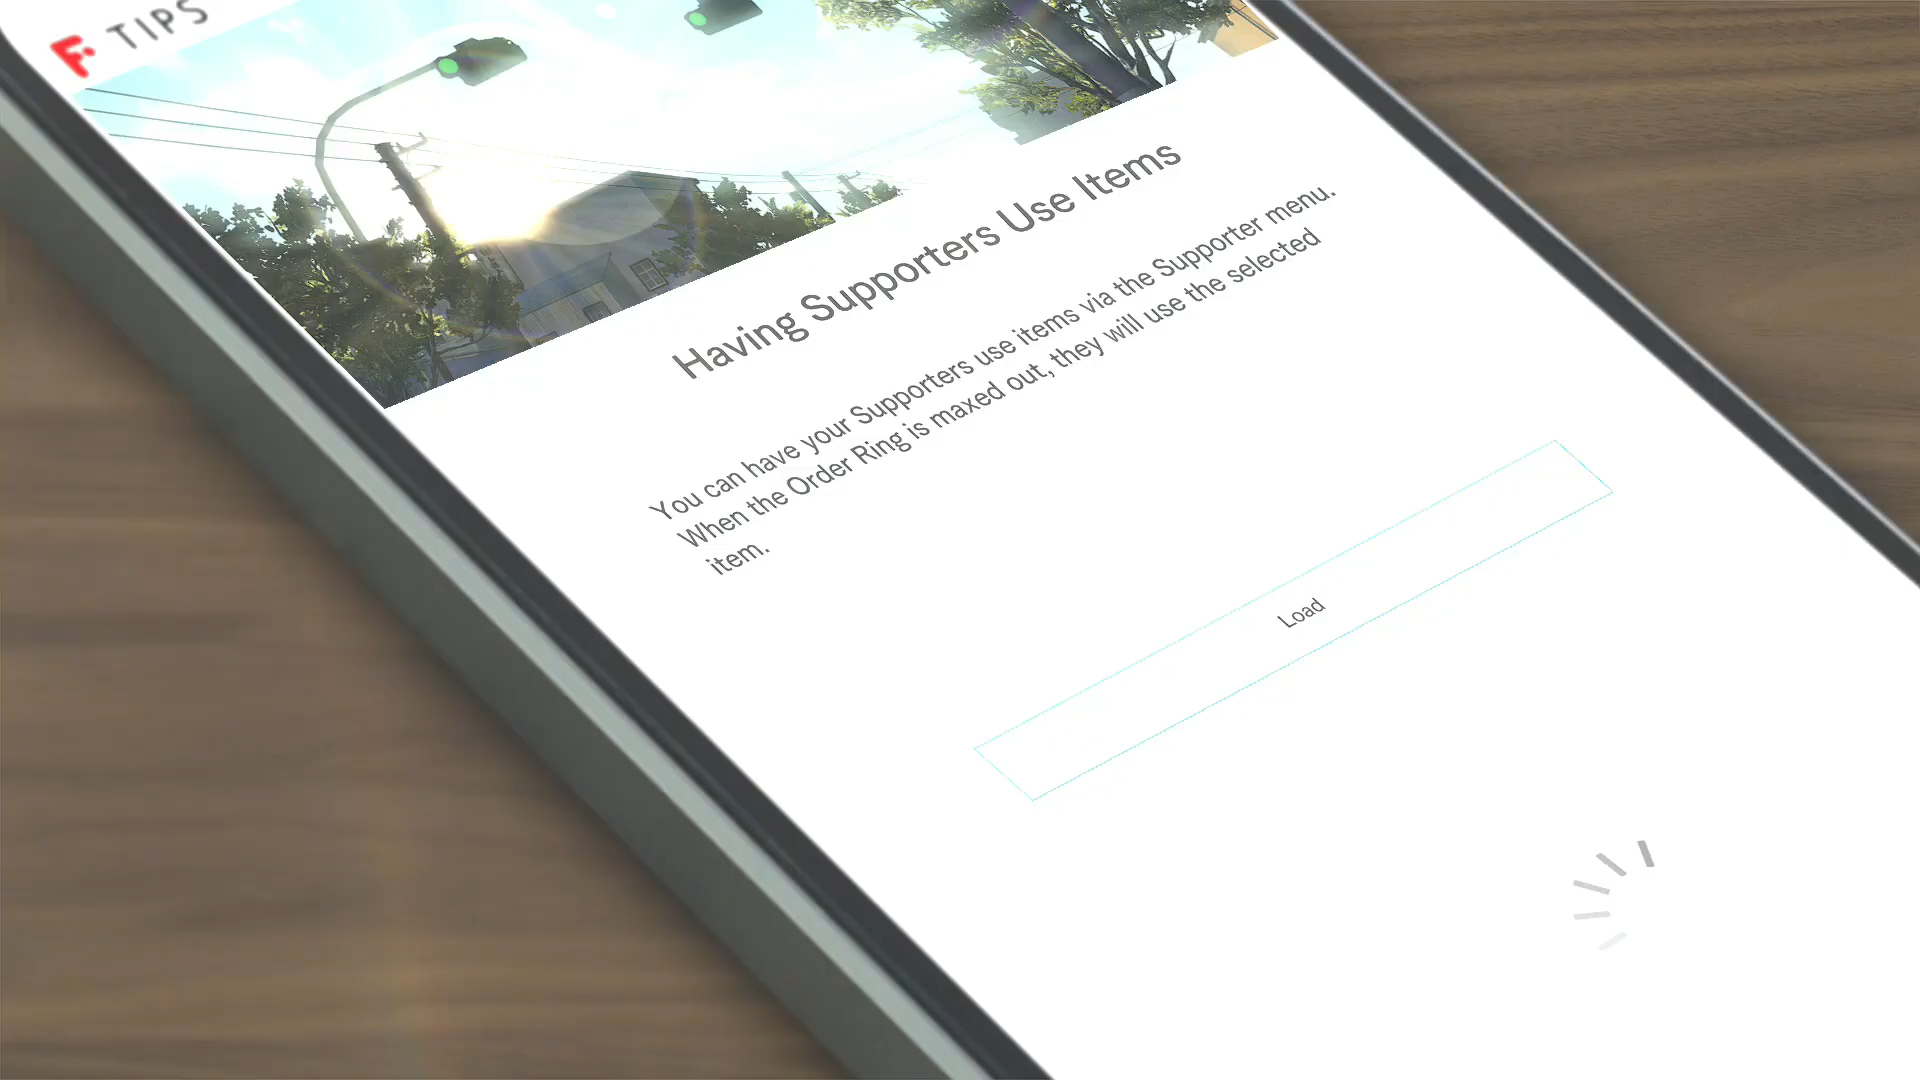 TIPS
Having Supporters Use Items
You can have your Supporters use items via the Supporter menu.
When the Order Ring is maxed out, they will use the selected
item.
Load